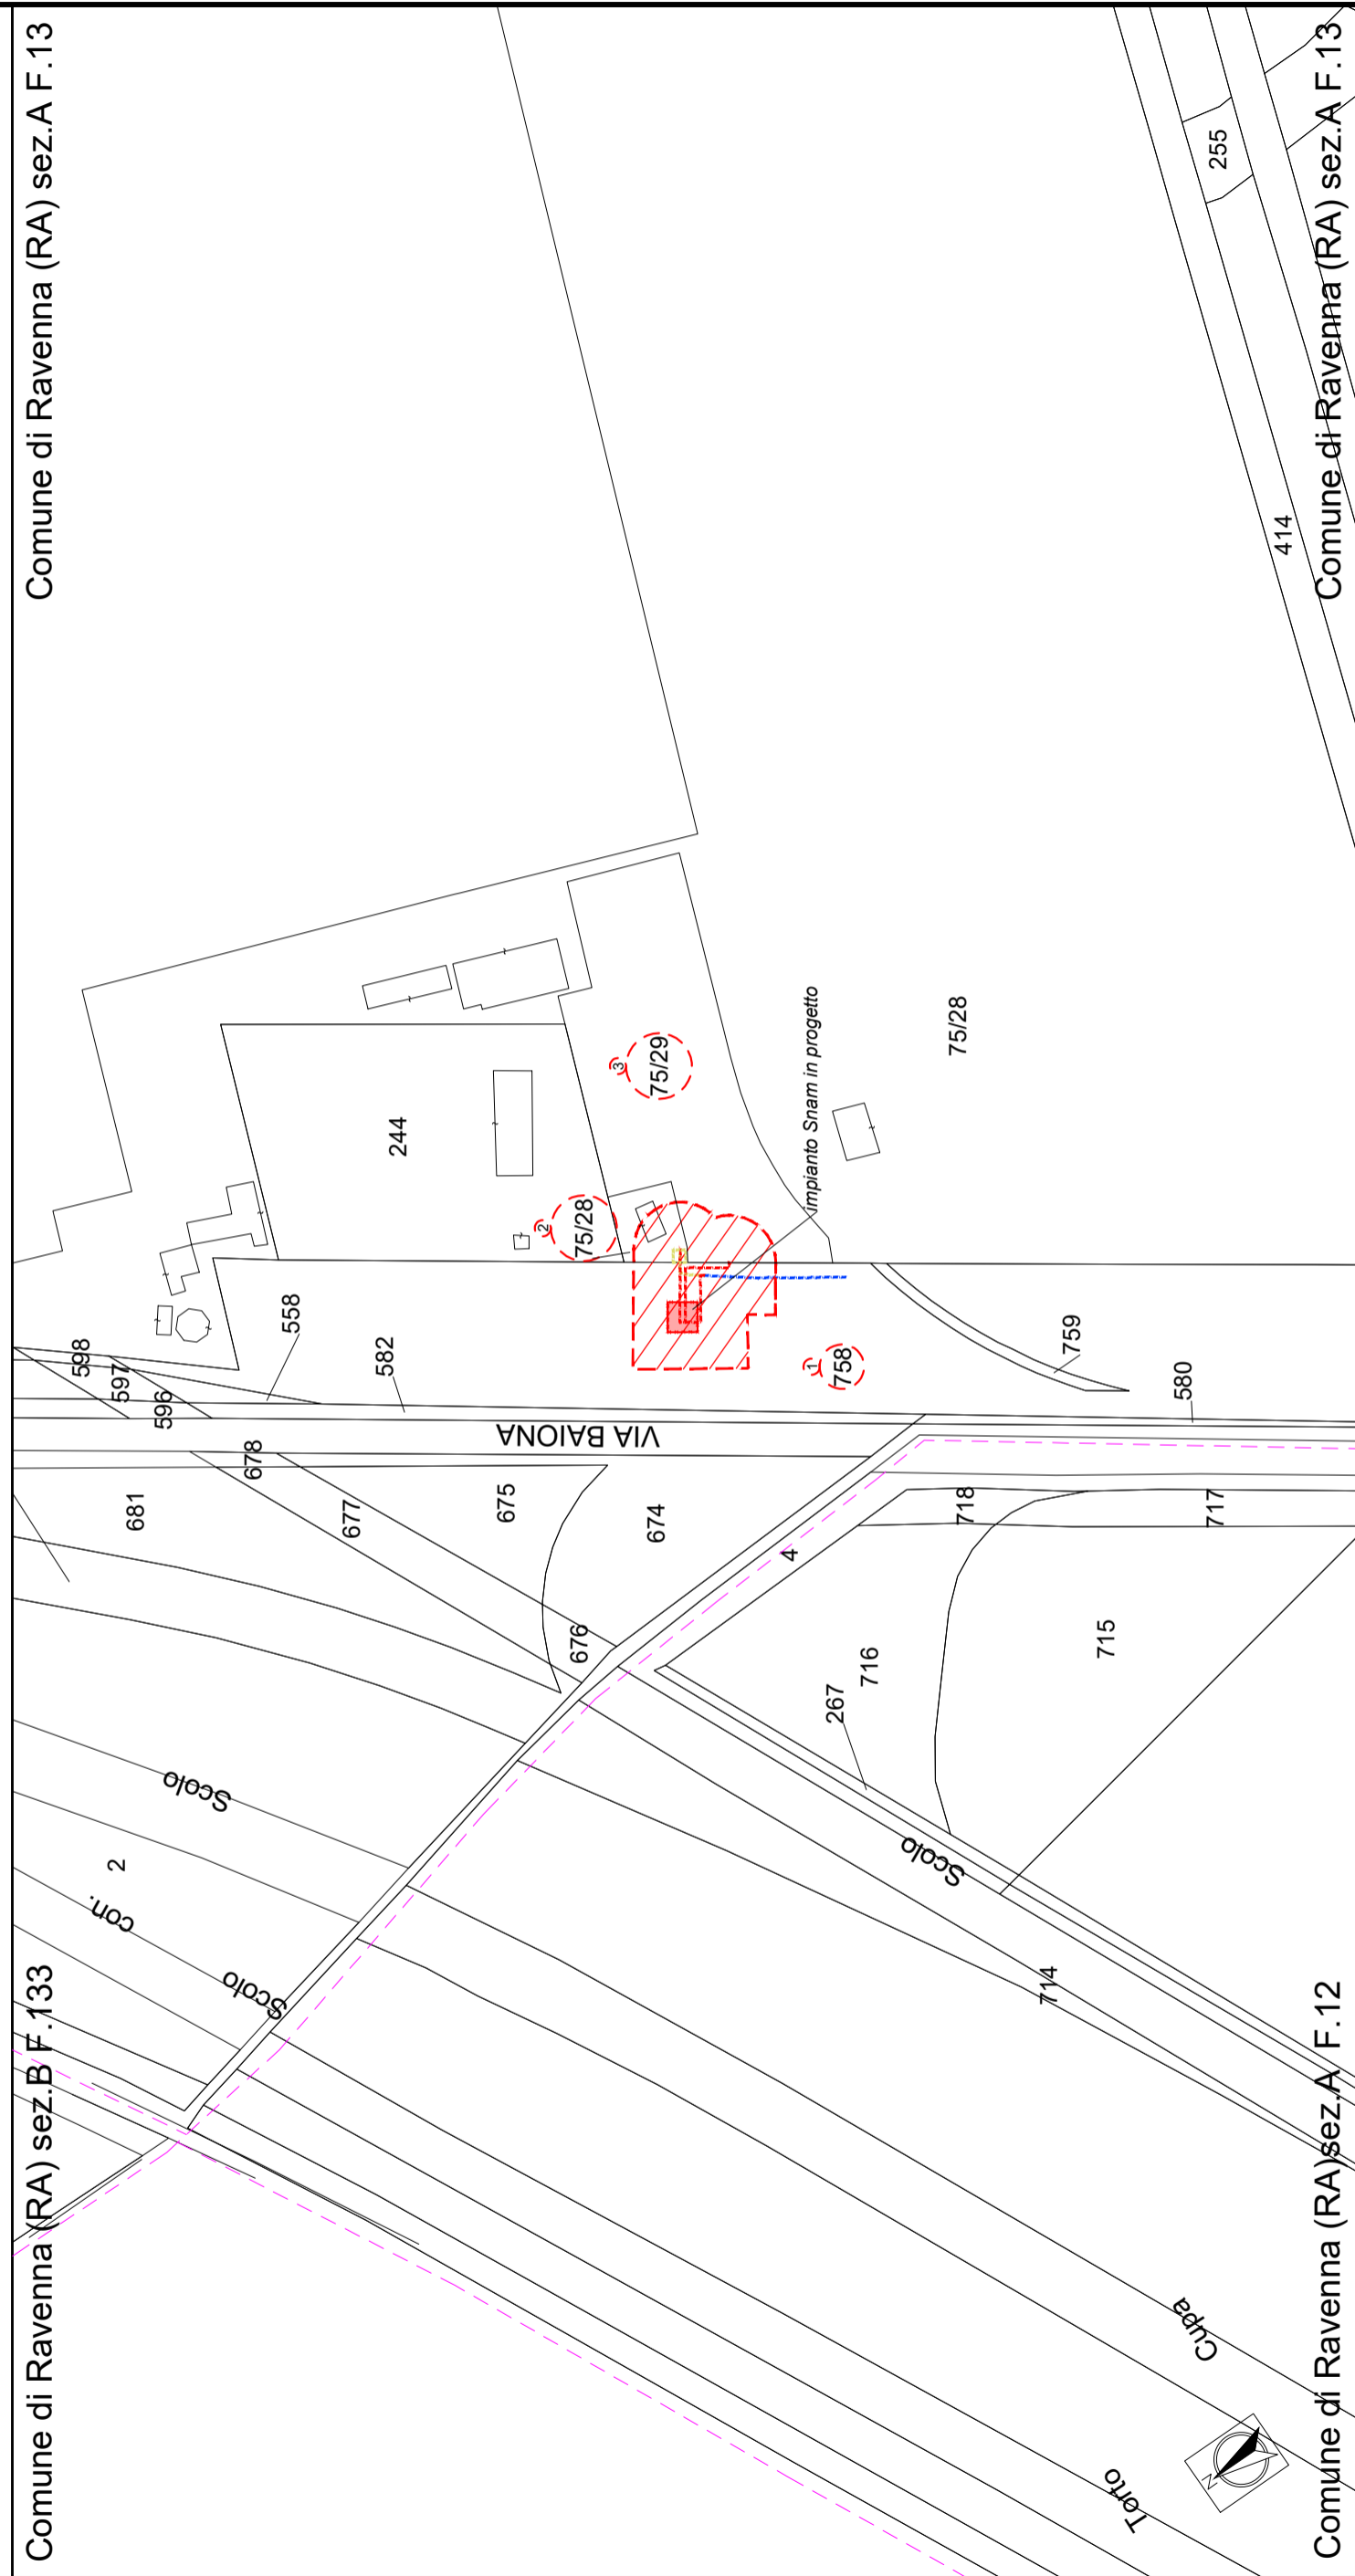 Comune di Ravenna (RA) sez.B F.133
Comune di Ravenna (RA) sez.A F.13
2
con.
Scolo
Scolo
681
678
677
675
676
674
598
597
596
558
582
VIA BAIONA
244
2
75/28
3
75/29
impianto Snam in progetto
75/28
1
758
759
580
4
718
717
716
715
267
Scolo
714
Cupa
Torto
N
255
414
Comune di Ravenna (RA)sez.A F.12
Comune di Ravenna (RA) sez.A F.13